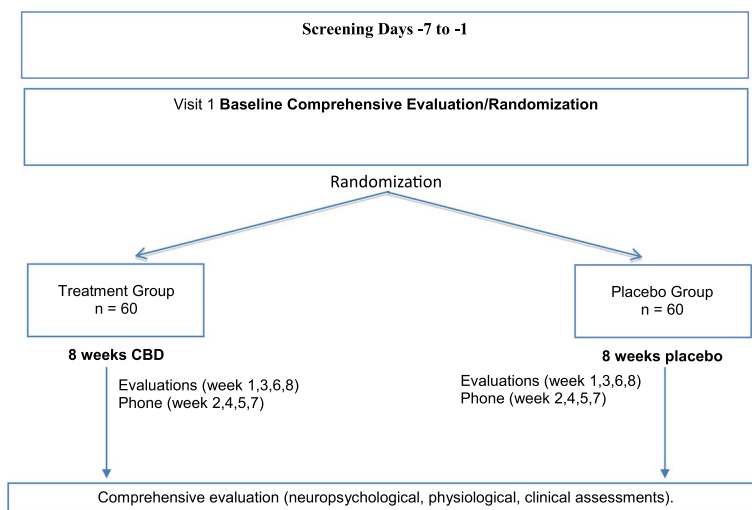 Screening Days -7 to -1
Visit 1 Baseline Comprehensive Evaluation/Randomization
Randomization
Treatment Group
n = 60
Placebo Group
n = 60
8 weeks CBD
8 weeks placebo
Evaluations (week 1,3,6,8)
Phone (week 2,4,5,7)
Evaluations (week 1,3,6,8)
Phone (week 2,4,5,7)
Comprehensive evaluation (neuropsychological, physiological, clinical assessments).